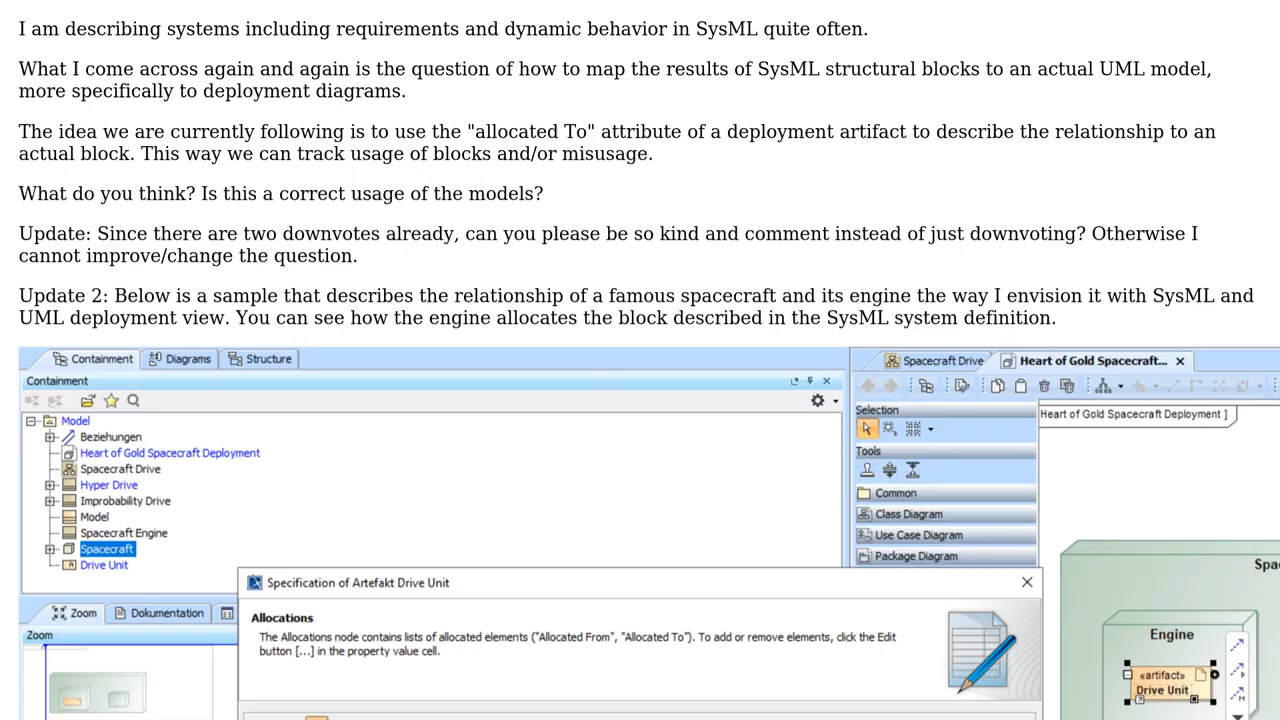 I am describing systems including requirements and dynamic behavior in SysML quite often.
What I come across again and again is the question of how to map the results of SysML structural blocks to an actual UML model,
more specifically to deployment diagrams.
The idea we are currently following is to use the "allocated To" attribute of a deployment artifact to describe the relationship to an
actual block. This way we can track usage of blocks and/or misusage.
What do you think? Is this a correct usage of the models?
Update: Since there are two downvotes already, can you please be so kind and comment instead of just downvoting? Otherwise I
cannot improve/change the question.
Update 2: Below is a sample that describes the relationship of a famous spacecraft and its engine the way I envision it with SysML and
UML deployment view. You can see how the engine allocates the block described in the SysML system definition.
Containment Diagrams Structure
Containment
Model
Beziehungen
Heart of Gold Spacecraft Deployment
Spacecraft Drive
Hyper Drive
Improbability Drive
Model
Spacecraft Engine
Spacecraft
Drive Unit
Zoom Dokumentation
Zoom
Specification of Artefakt Drive Unit
Allocations
The Allocations node contains lists of allocated elements ("Allocated From", "Allocated To"). To add or remove elements, click the Edit
button [...] in the property value cell.
Spacecraft Drive Heart of Gold Spacecraft...
Selection
Tools
Common
Class Diagram
Use Case Diagram
Package Diagram
Heart of Gold Spacecraft Deployment ]
Spa
Engine
«artifact»
Drive Unit